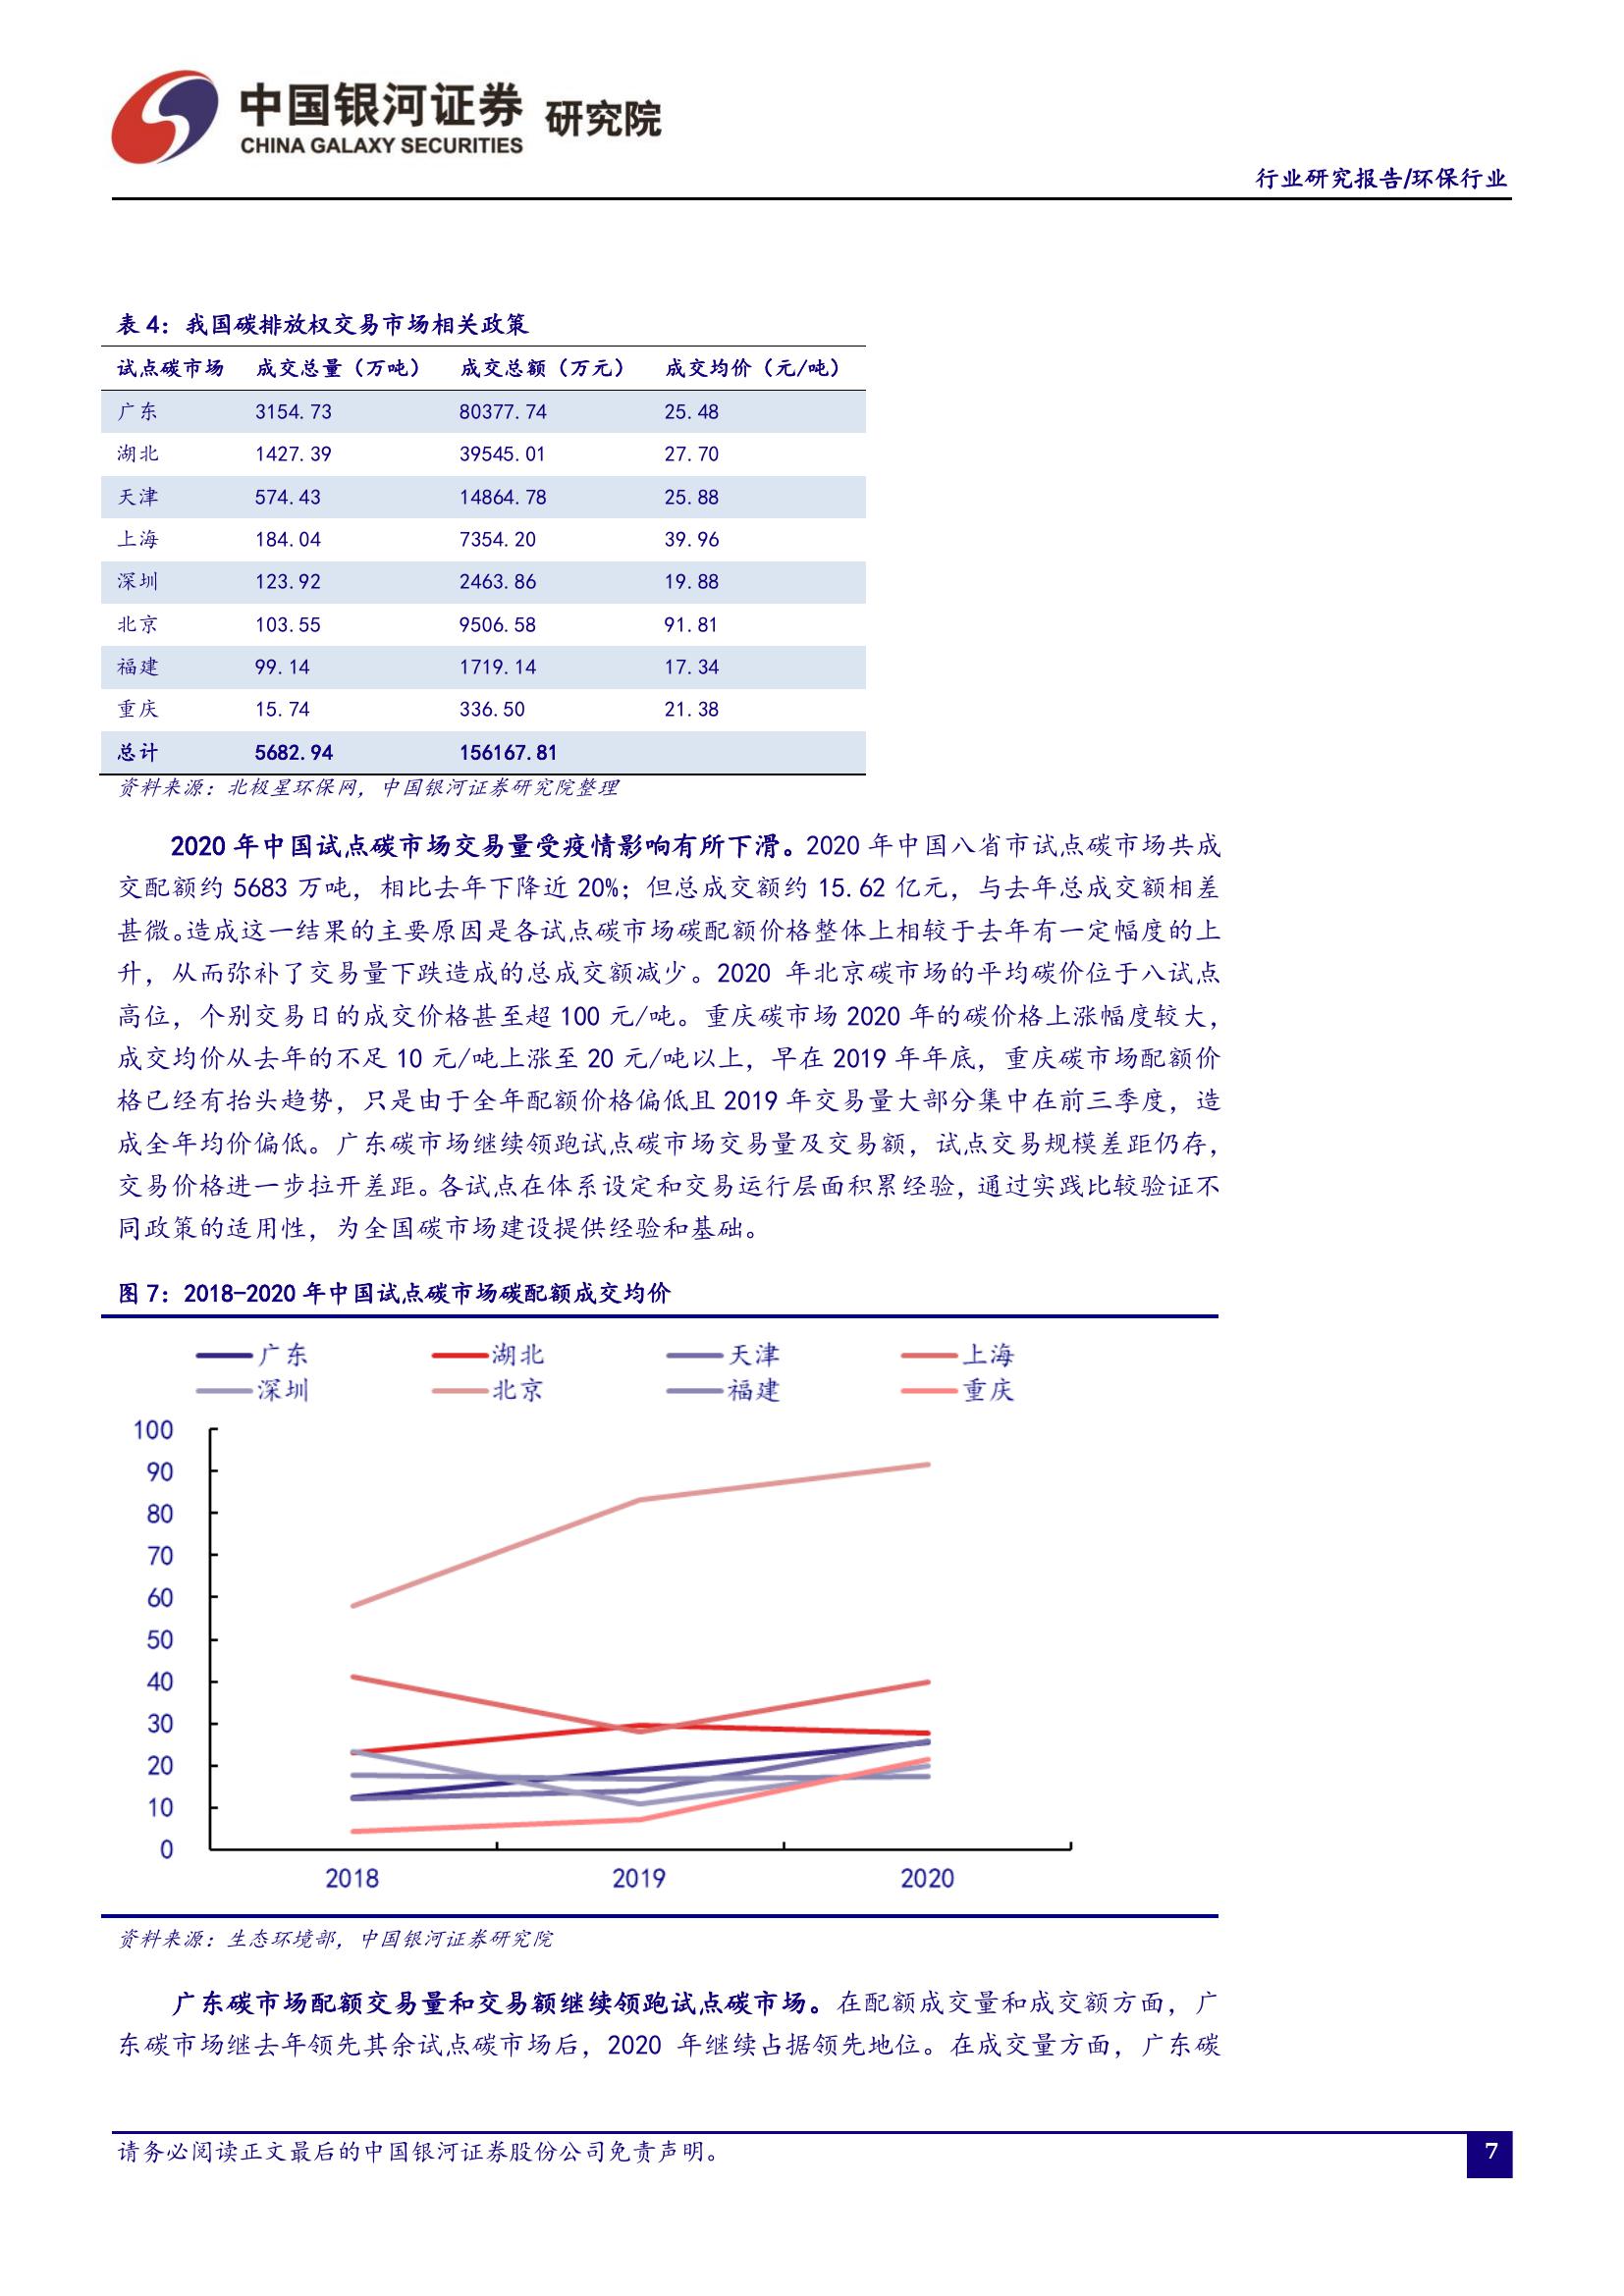 中国银河证券 研究院
CHINA GALAXY SECURITIES
行业研究报告/环保行业
表 4：我国碳排放权交易市场相关政策
试点碳市场 成交总量（万吨） 成交总额（万元） 成交均价（元/吨）
广东 3154.73 80377.74 25.48
湖北 1427.39 39545.01 27.70
天津 574.43 14864.78 25.88
上海 184.04 7354.20 39.96
深圳 123.92 2463.86 19.88
北京 103.55 9506.58 91.81
福建 99.14 1719.14 17.34
重庆 15.74 336.50 21.38
总计 5682.94 156167.81
资料来源：北极星环保网，中国银河证券研究院整理
2020 年中国试点碳市场交易量受疫情影响有所下滑。2020 年中国八省市试点碳市场共成
交配额约 5683 万吨，相比去年下降近 20%；但总成交额约 15.62 亿元，与去年总成交额相差
甚微。造成这一结果的主要原因是各试点碳市场碳配额价格整体上相较于去年有一定幅度的上
升，从而弥补了交易量下跌造成的总成交额减少。2020 年北京碳市场的平均碳价位于八试点
高位，个别交易日的成交价格甚至超 100 元/吨。重庆碳市场 2020 年的碳价格上涨幅度较大，
成交均价从去年的不足 10 元/吨上涨至 20 元/吨以上，早在 2019 年年底，重庆碳市场配额价
格已经有抬头趋势，只是由于全年配额价格偏低且 2019 年交易量大部分集中在前三季度，造
成全年均价偏低。广东碳市场继续领跑试点碳市场交易量及交易额，试点交易规模差距仍存，
交易价格进一步拉开差距。各试点在体系设定和交易运行层面积累经验，通过实践比较验证不
同政策的适用性，为全国碳市场建设提供经验和基础。
图 7：2018-2020 年中国试点碳市场碳配额成交均价
广东 湖北 天津 上海
深圳 北京 福建 重庆
100
90
80
70
60
50
40
30
20
10
0
2018 2019 2020
资料来源：生态环境部，中国银河证券研究院
广东碳市场配额交易量和交易额继续领跑试点碳市场。在配额成交量和成交额方面，广
东碳市场继去年领先其余试点碳市场后，2020 年继续占据领先地位。在成交量方面，广东碳
请务必阅读正文最后的中国银河证券股份公司免责声明。
7